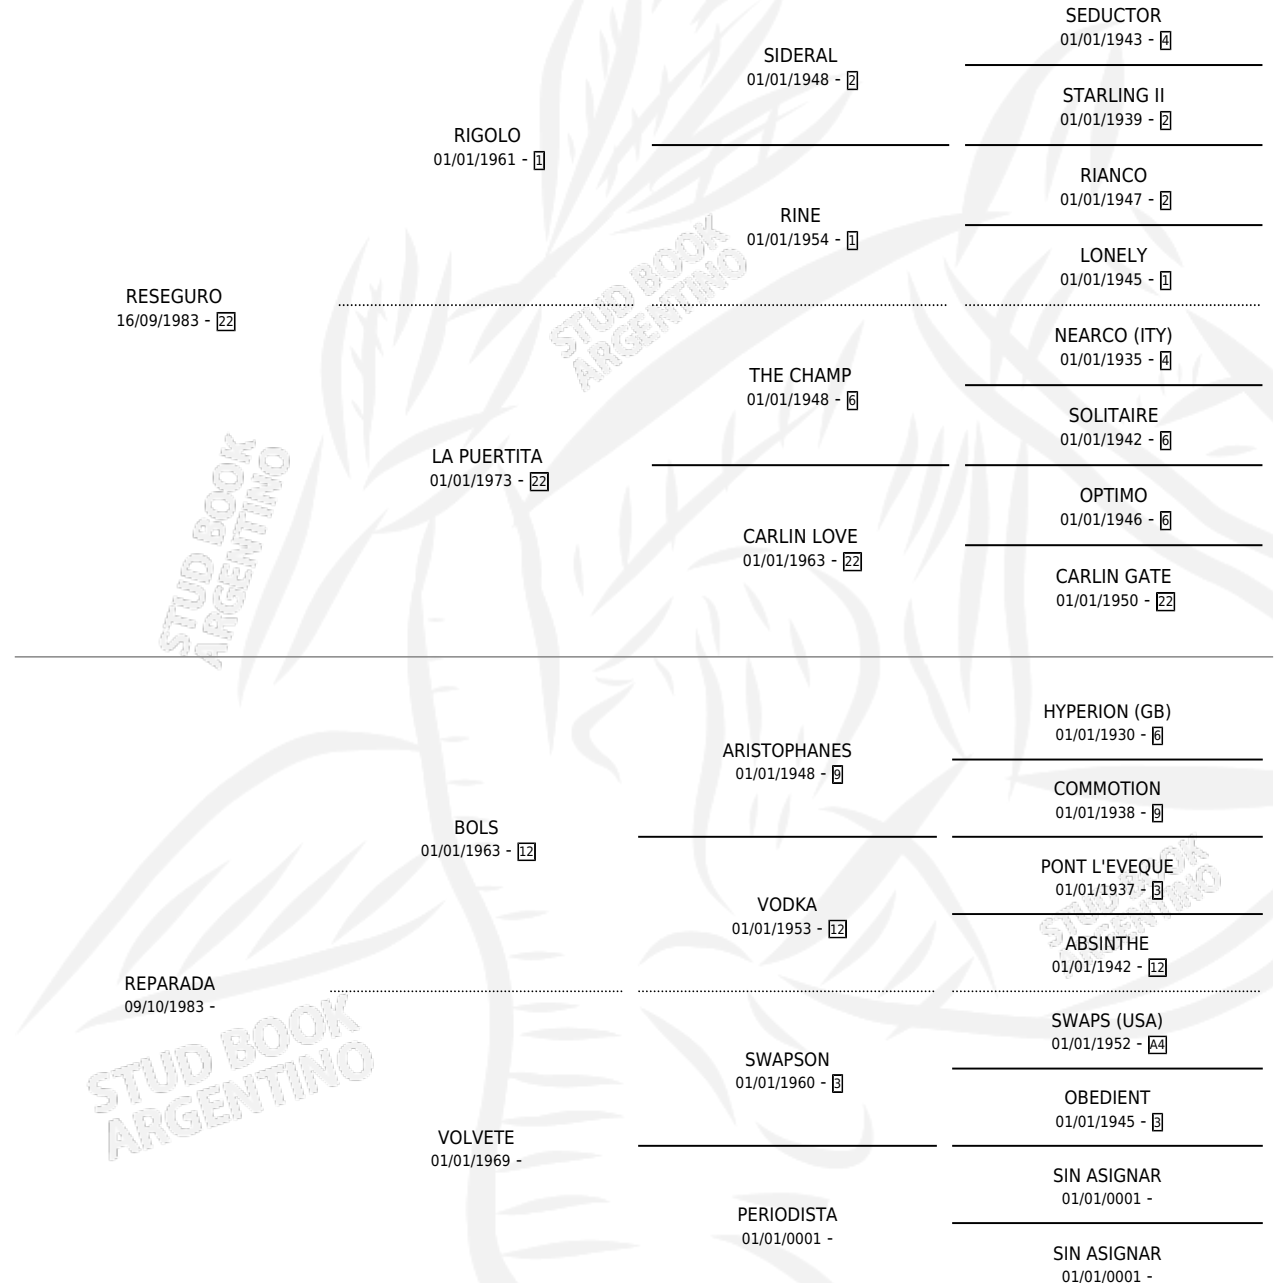 SEDUCTOR
01/01/1943 - 4
SIDERAL
01/01/1948 - 2
STARLING II
01/01/1939 - 2
RIGOLO
01/01/1961 - 1
RIANCO
01/01/1947 - 2
RINE
01/01/1954 - 1
LONELY
01/01/1945 - 1
RESEGURO
16/09/1983 - 22
NEARCO (ITY)
01/01/1935 - 4
THE CHAMP
01/01/1948 - 6
SOLITAIRE
01/01/1942 - 6
LA PUERTITA
01/01/1973 - 22
OPTIMO
01/01/1946 - 6
CARLIN LOVE
01/01/1963 - 22
CARLIN GATE
01/01/1950 - 22
HYPERION (GB)
01/01/1930 - 6
ARISTOPHANES
01/01/1948 - 9
COMMOTION
01/01/1938 - 9
BOLS
01/01/1963 - 12
PONT L'EVEQUE
01/01/1937 - 3
VODKA
01/01/1953 - 12
ABSINTHE
01/01/1942 - 12
REPARADA
09/10/1983 -
SWAPS (USA)
01/01/1952 - A4
SWAPSON
01/01/1960 - 3
OBEDIENT
01/01/1945 - 3
VOLVETE
01/01/1969 -
SIN ASIGNAR
01/01/0001 -
PERIODISTA
01/01/0001 -
SIN ASIGNAR
01/01/0001 -
STUD BOOK
ARGENTINO
STUD BOOK
ARGENTINO
STUD BOOK
ARGENTINO
STUD BOOK
ARGENTINO